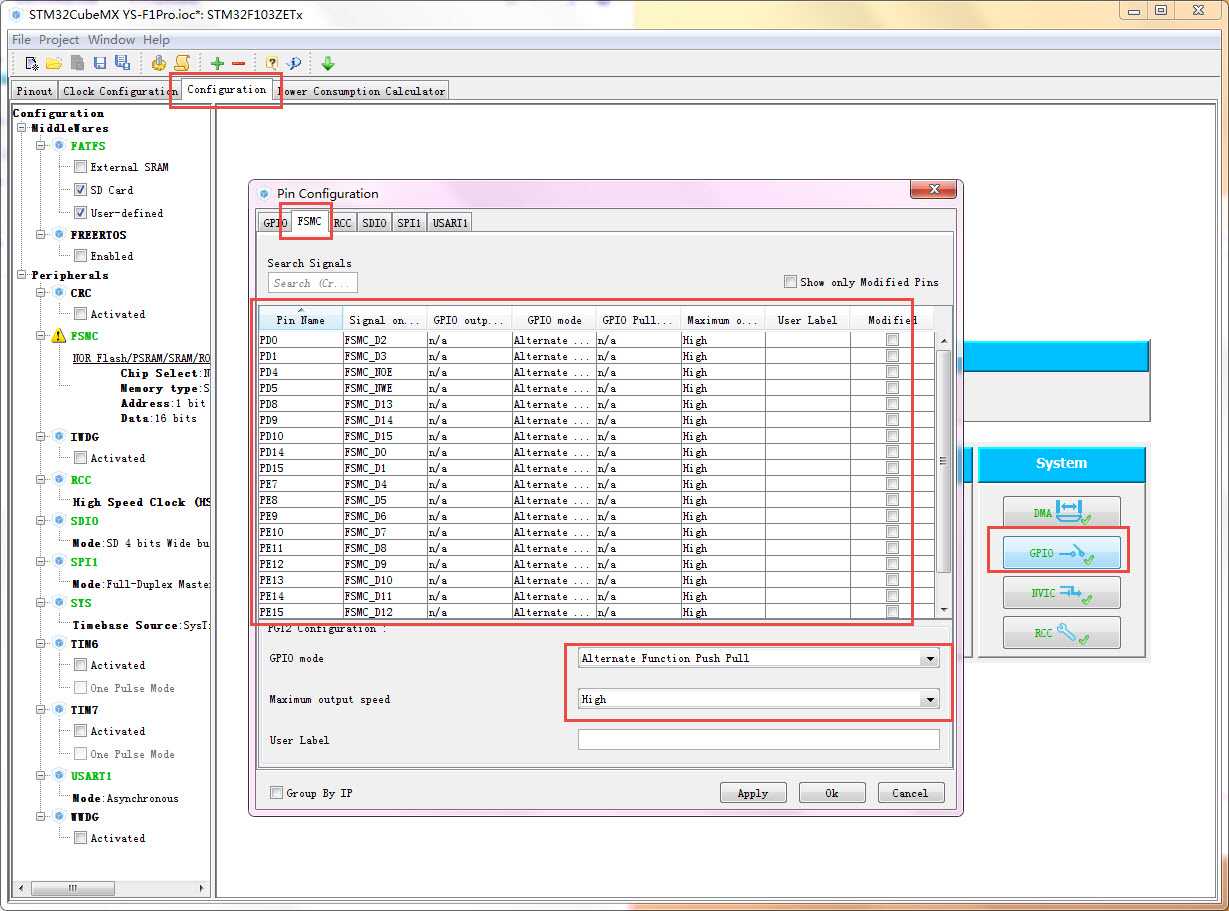 STM32CubeMX YS-F1Pro.ioc*: STM32F103ZETx
File Project Window Help
Pinout Clock Configuration Configuration ower Consumption Calculator
Configuration
MiddleWares
FATFS
External SRAM
SD Card
User-defined
FREERTOS
Enabled
Peripherals
CRC
Activated
FSMC
NOR Flash/PSRAM/SRAM/RO
Chip Select:N
Memory type:S
Address:1 bit
Data:16 bits
IWDG
Activated
RCC
High Speed Clock (HS
SDIO
Mode:SD 4 bits Wide bu
SPI1
Mode:Full-Duplex Master
SYS
Timebase Source:SysT
TIM6
Activated
One Pulse Mode
TIM7
Activated
One Pulse Mode
USART1
Mode:Asynchronous
WWDG
Activated
Pin Configuration
GPIO FSMC RCC SDIO SPI1 USART1
Search Signals
Search (Cr...
Show only Modified Pins
Pin Name Signal on... GPIO outp... GPIO mode GPIO Pull... Maximum o... User Label Modified
PD0 FSMC_D2 n/a Alternate ... n/a High
PD1 FSMC_D3 n/a Alternate ... n/a High
PD4 FSMC_NOE n/a Alternate ... n/a High
PD5 FSMC_NWE n/a Alternate ... n/a High
PD8 FSMC_D13 n/a Alternate ... n/a High
PD9 FSMC_D14 n/a Alternate ... n/a High
PD10 FSMC_D15 n/a Alternate ... n/a High
PD14 FSMC_D0 n/a Alternate ... n/a High
PD15 FSMC_D1 n/a Alternate ... n/a High
PE7 FSMC_D4 n/a Alternate ... n/a High
PE8 FSMC_D5 n/a Alternate ... n/a High
PE9 FSMC_D6 n/a Alternate ... n/a High
PE10 FSMC_D7 n/a Alternate ... n/a High
PE11 FSMC_D8 n/a Alternate ... n/a High
PE12 FSMC_D9 n/a Alternate ... n/a High
PE13 FSMC_D10 n/a Alternate ... n/a High
PE14 FSMC_D11 n/a Alternate ... n/a High
PE15 FSMC_D12 n/a Alternate ... n/a High
PG12 Configuration :
GPIO mode Alternate Function Push Pull
Maximum output speed High
User Label
Group By IP
Apply Ok Cancel
System
DMA
GPIO
NVIC
RCC